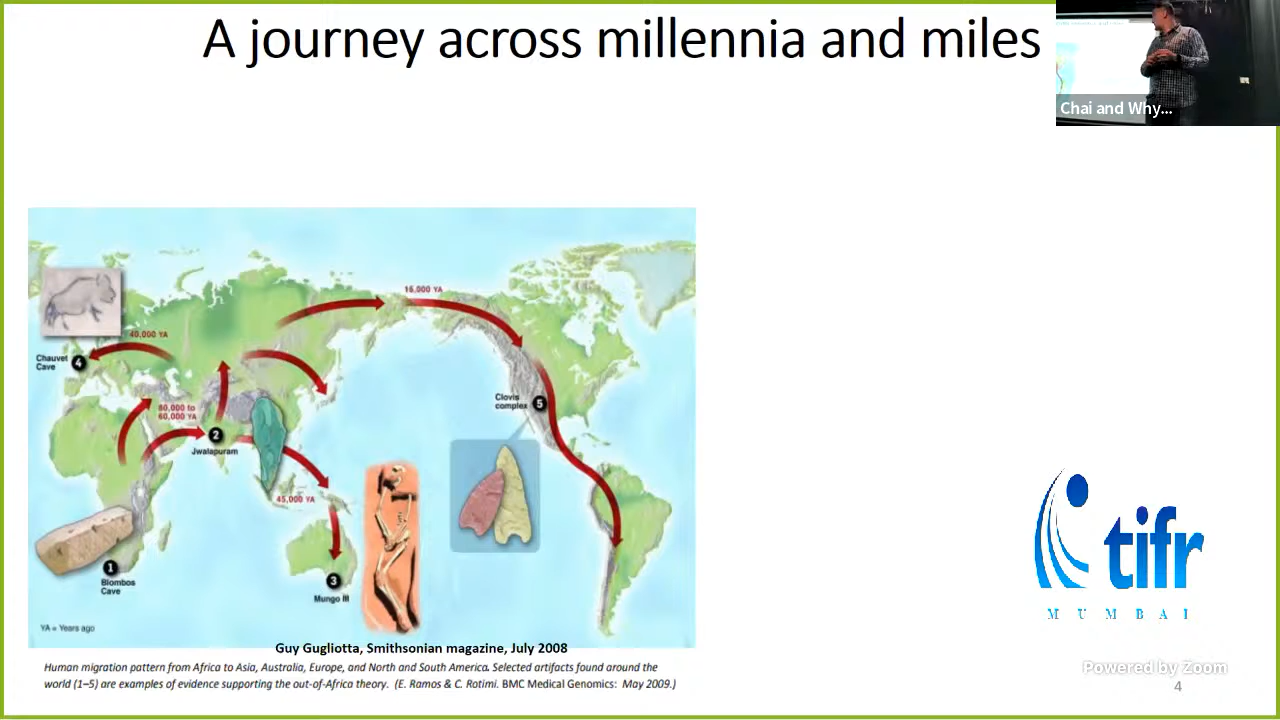 A journey across millennia and miles
Chai and Why...
15,000 YA
40,000 YA
Chauvet
Cave
4
Clovis
complex
5
80,000 to
60,000 YA
2
Jwalapuram
45,000 YA
1
Blombos
Cave
3
Mungo III
YA = Years ago
tifr
MUMBAI
Guy Gugliotta, Smithsonian magazine, July 2008
Human migration pattern from Africa to Asia, Australia, Europe, and North and South America. Selected artifacts found around the
world (1–5) are examples of evidence supporting the out-of-Africa theory. (E. Ramos & C. Rotimi. BMC Medical Genomics: May 2009.)
Powered by Zoom
4